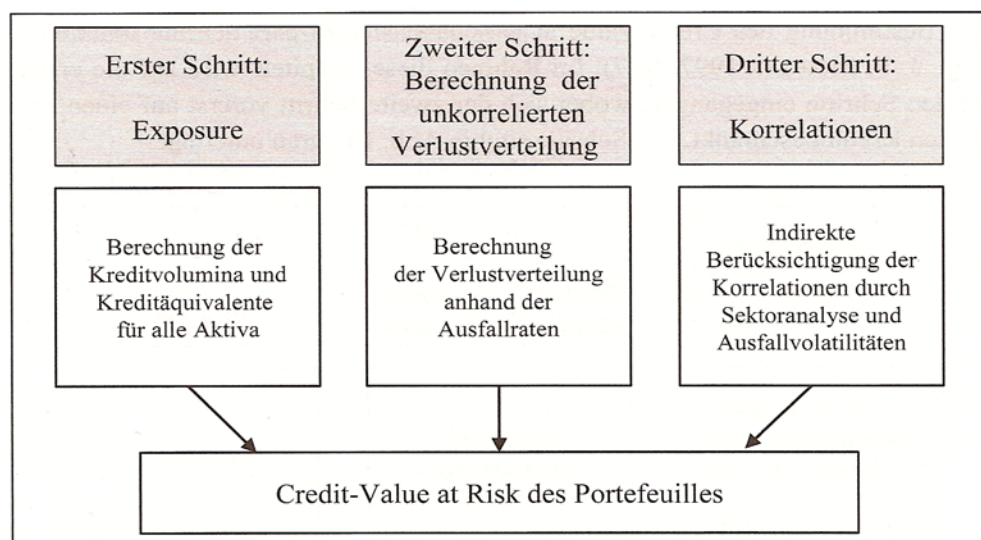 Erster Schritt:
Exposure
Zweiter Schritt:
Berechnung der
unkorrelierten
Verlustverteilung
Dritter Schritt:
Korrelationen
Berechnung der
Kreditvolumina und
Kreditäquivalente
für alle Aktiva
Berechnung
der Verlustverteilung
anhand der
Ausfallraten
Indirekte
Berücksichtigung der
Korrelationen durch
Sektoranalyse und
Ausfallvolatilitäten
Credit-Value at Risk des Portefeuilles